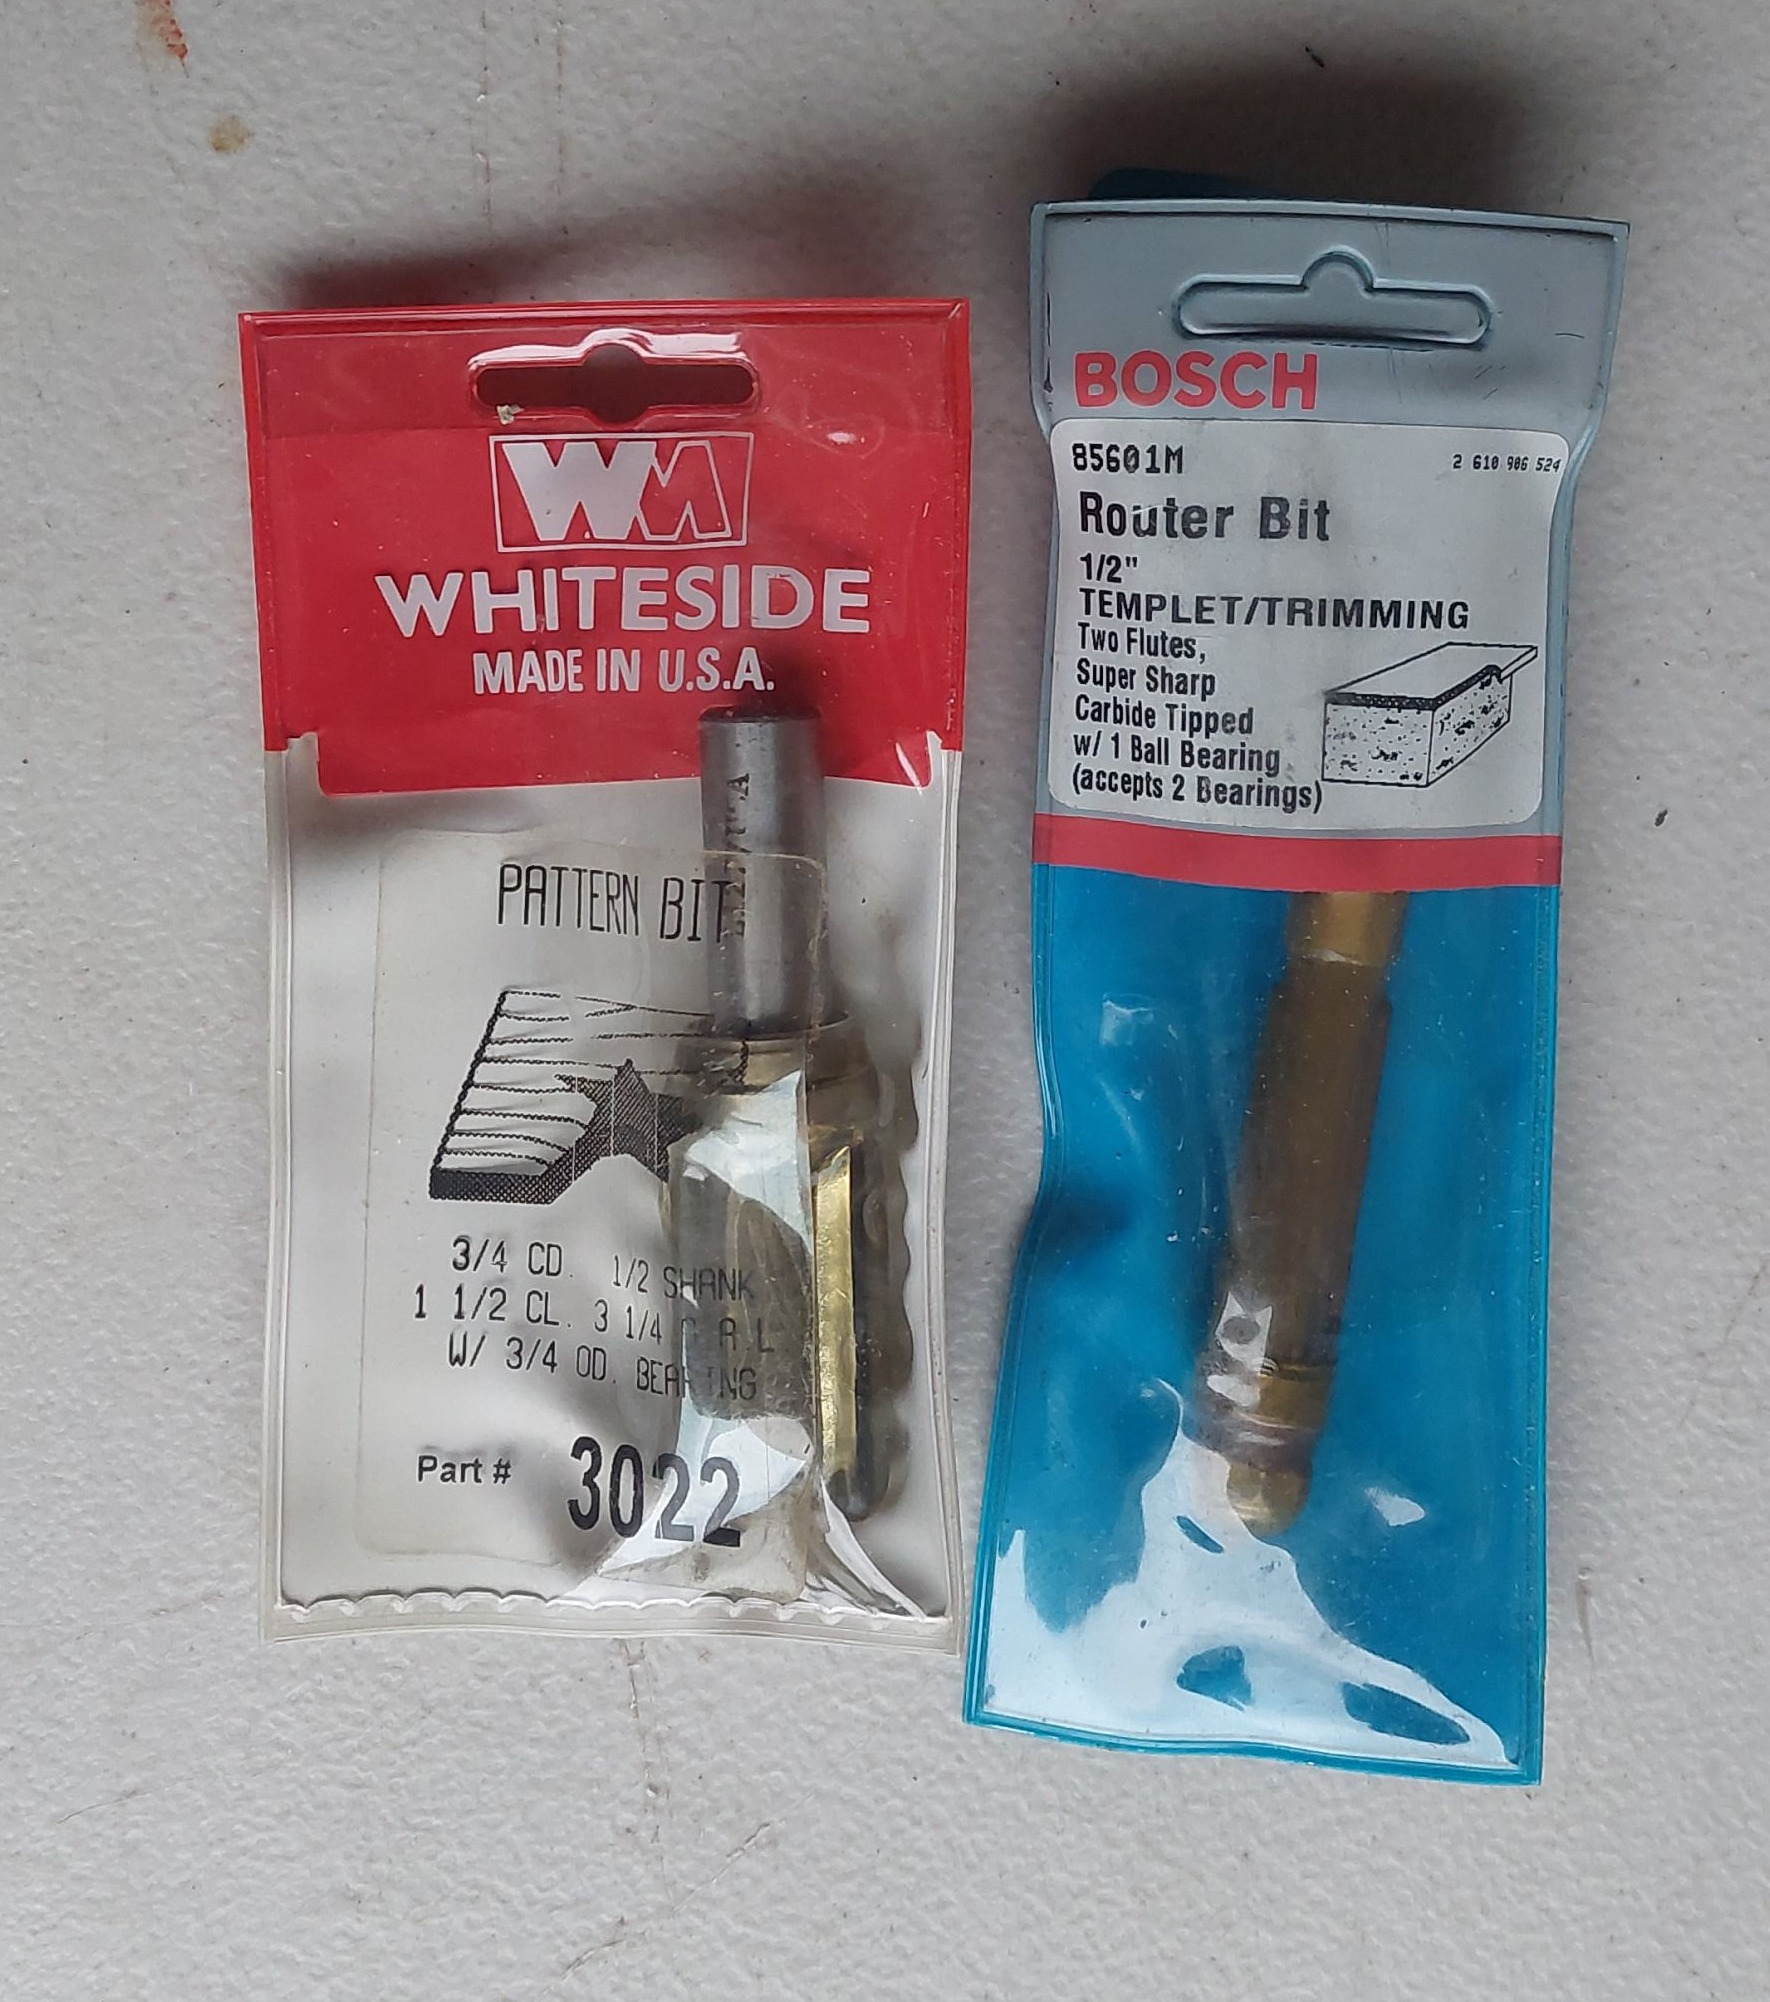 WM
WHITESIDE
MADE IN U.S.A.
PATTERN BIT
3/4 CD. 1/2 SHANK
1 1/2 CL. 3 1/4 O.A.L.
W/ 3/4 OD. BEARING
Part # 3022
BOSCH
85601M 2 610 906 524
Router Bit
1/2"
TEMPLET/TRIMMING
Two Flutes,
Super Sharp
Carbide Tipped
w/ 1 Ball Bearing
(accepts 2 Bearings)